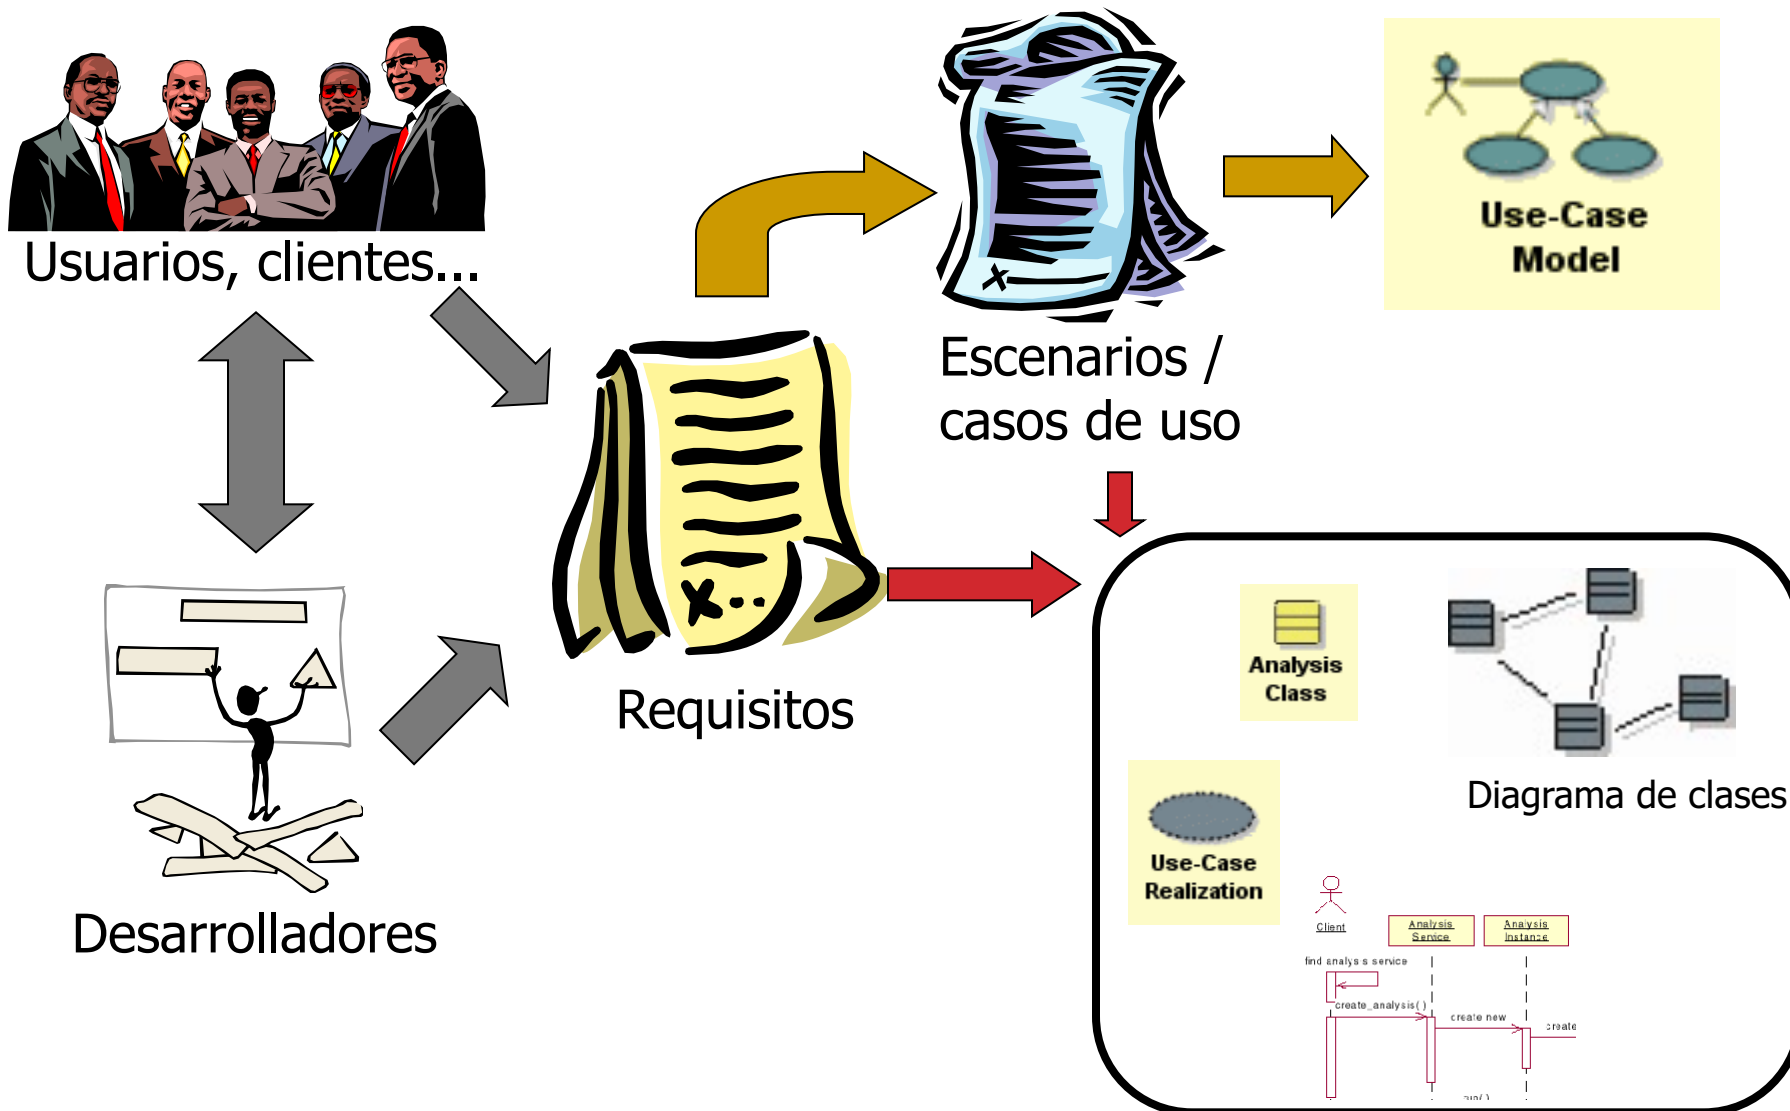 Usuarios, clientes...
Use-Case
Model
Escenarios /
casos de uso
Requisitos
Desarrolladores
Analysis
Class
Diagrama de clases
Use-Case
Realization
Client
Analysis
Service
Analysis
Instance
find analys s service
create_analysis( )
create new
create